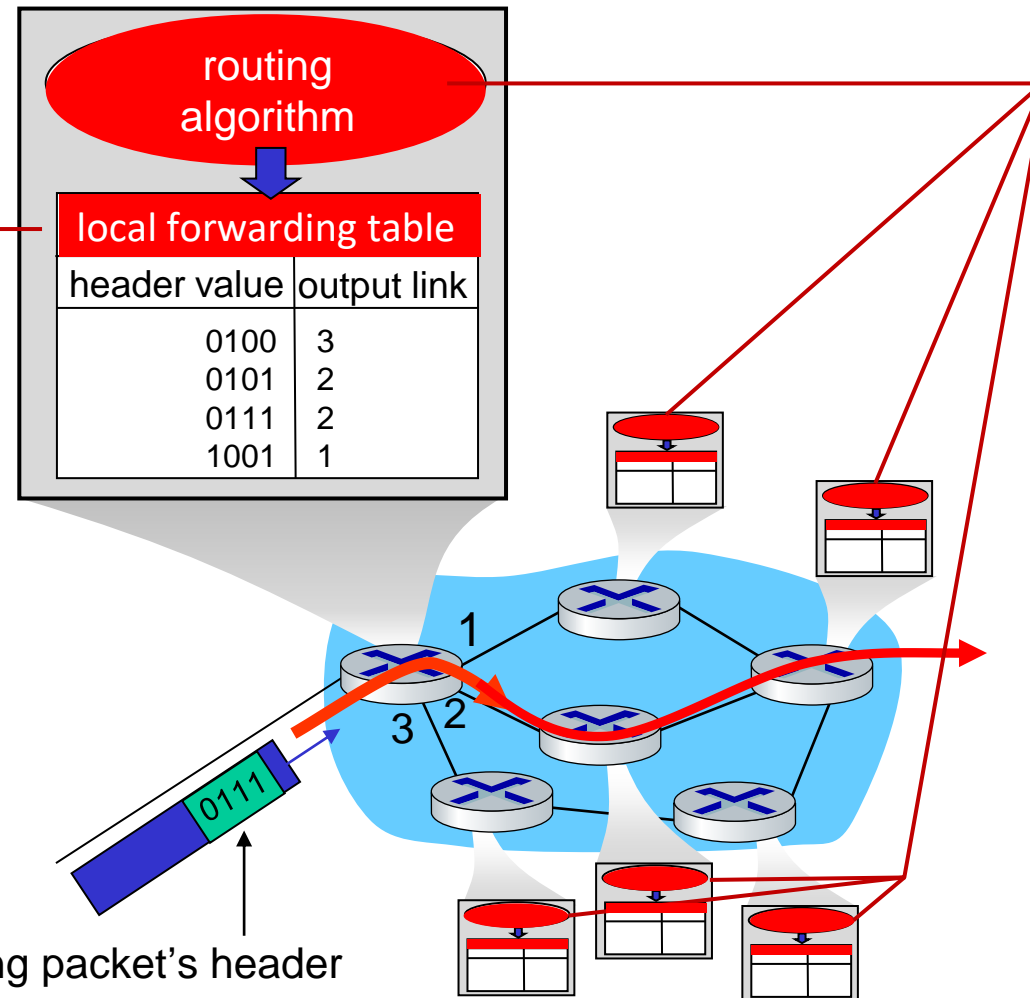 routing
algorithm
local forwarding table
header value output link
0100 3
0101 2
0111 2
1001 1
1
2
3
0111
packet's header